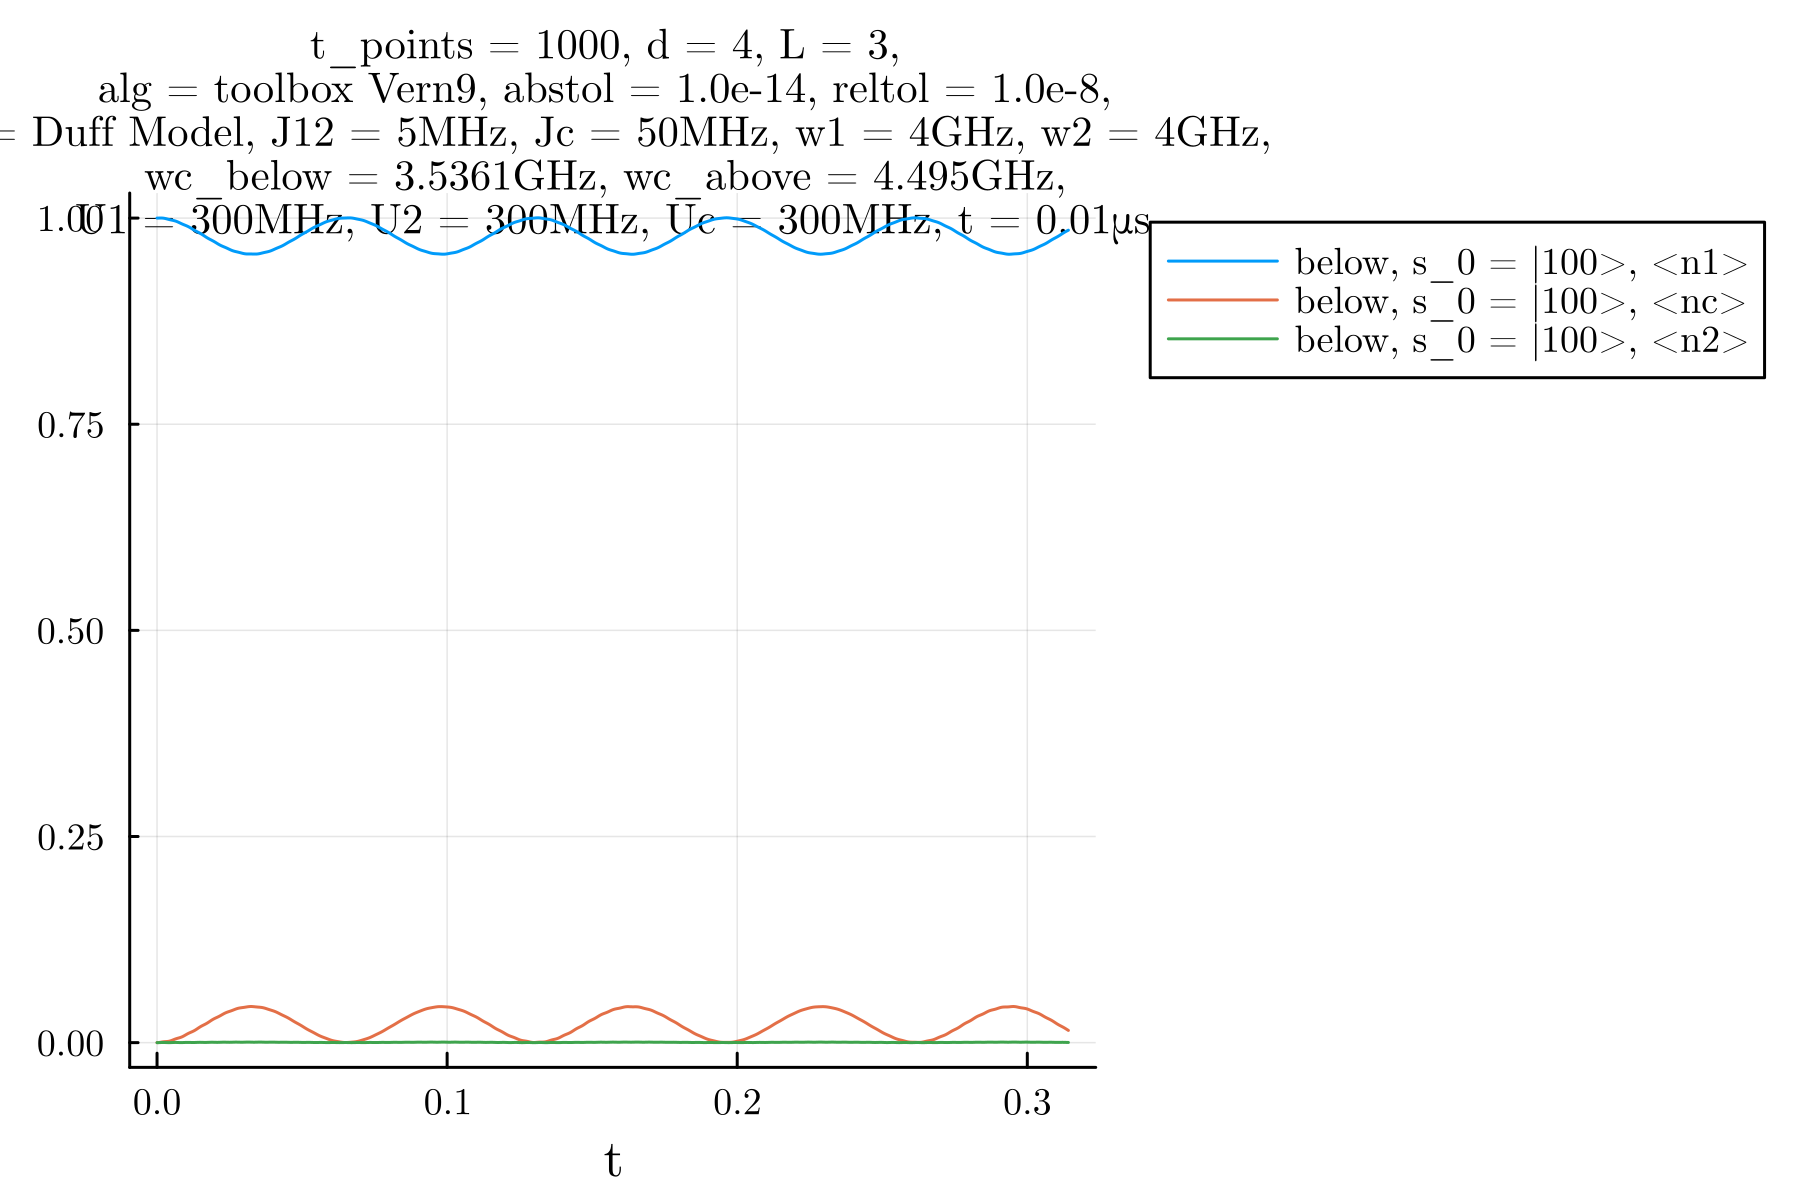 t_points = 1000, d = 4, L = 3,
alg = toolbox Vern9, abstol = 1.0e-14, reltol = 1.0e-8,
= Duff Model, J12 = 5MHz, Jc = 50MHz, w1 = 4GHz, w2 = 4GHz,
wc_below = 3.5361GHz, wc_above = 4.495GHz,
U1 = 300MHz, U2 = 300MHz, Uc = 300MHz, t = 0.01μs
below, s_0 = |100>, <n1>
below, s_0 = |100>, <nc>
below, s_0 = |100>, <n2>
1.00
0.75
0.50
0.25
0.00
0.0 0.1 0.2 0.3
t